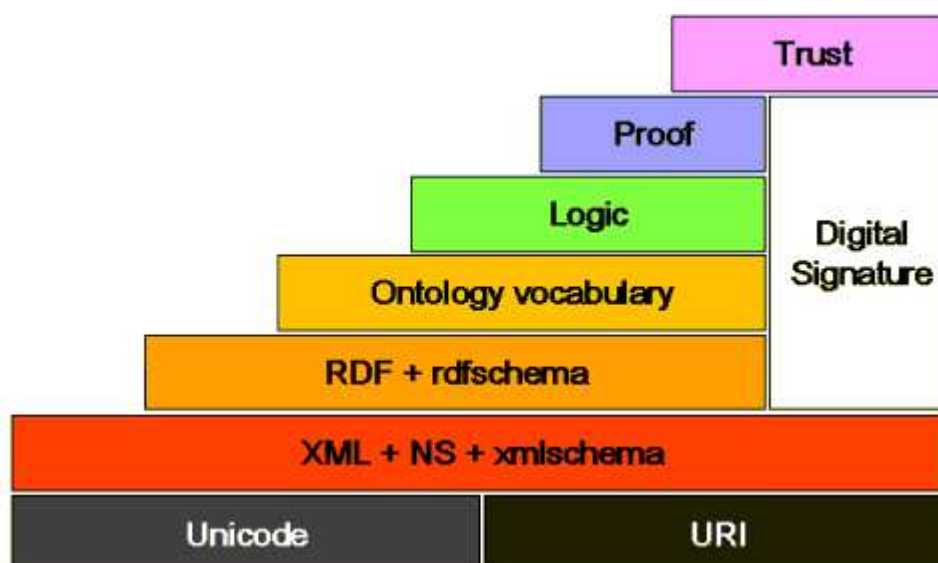 Trust
Proof
Logic
Digital
Signature
Ontology vocabulary
RDF + rdfschema
XML + NS + xmlschema
Unicode
URI